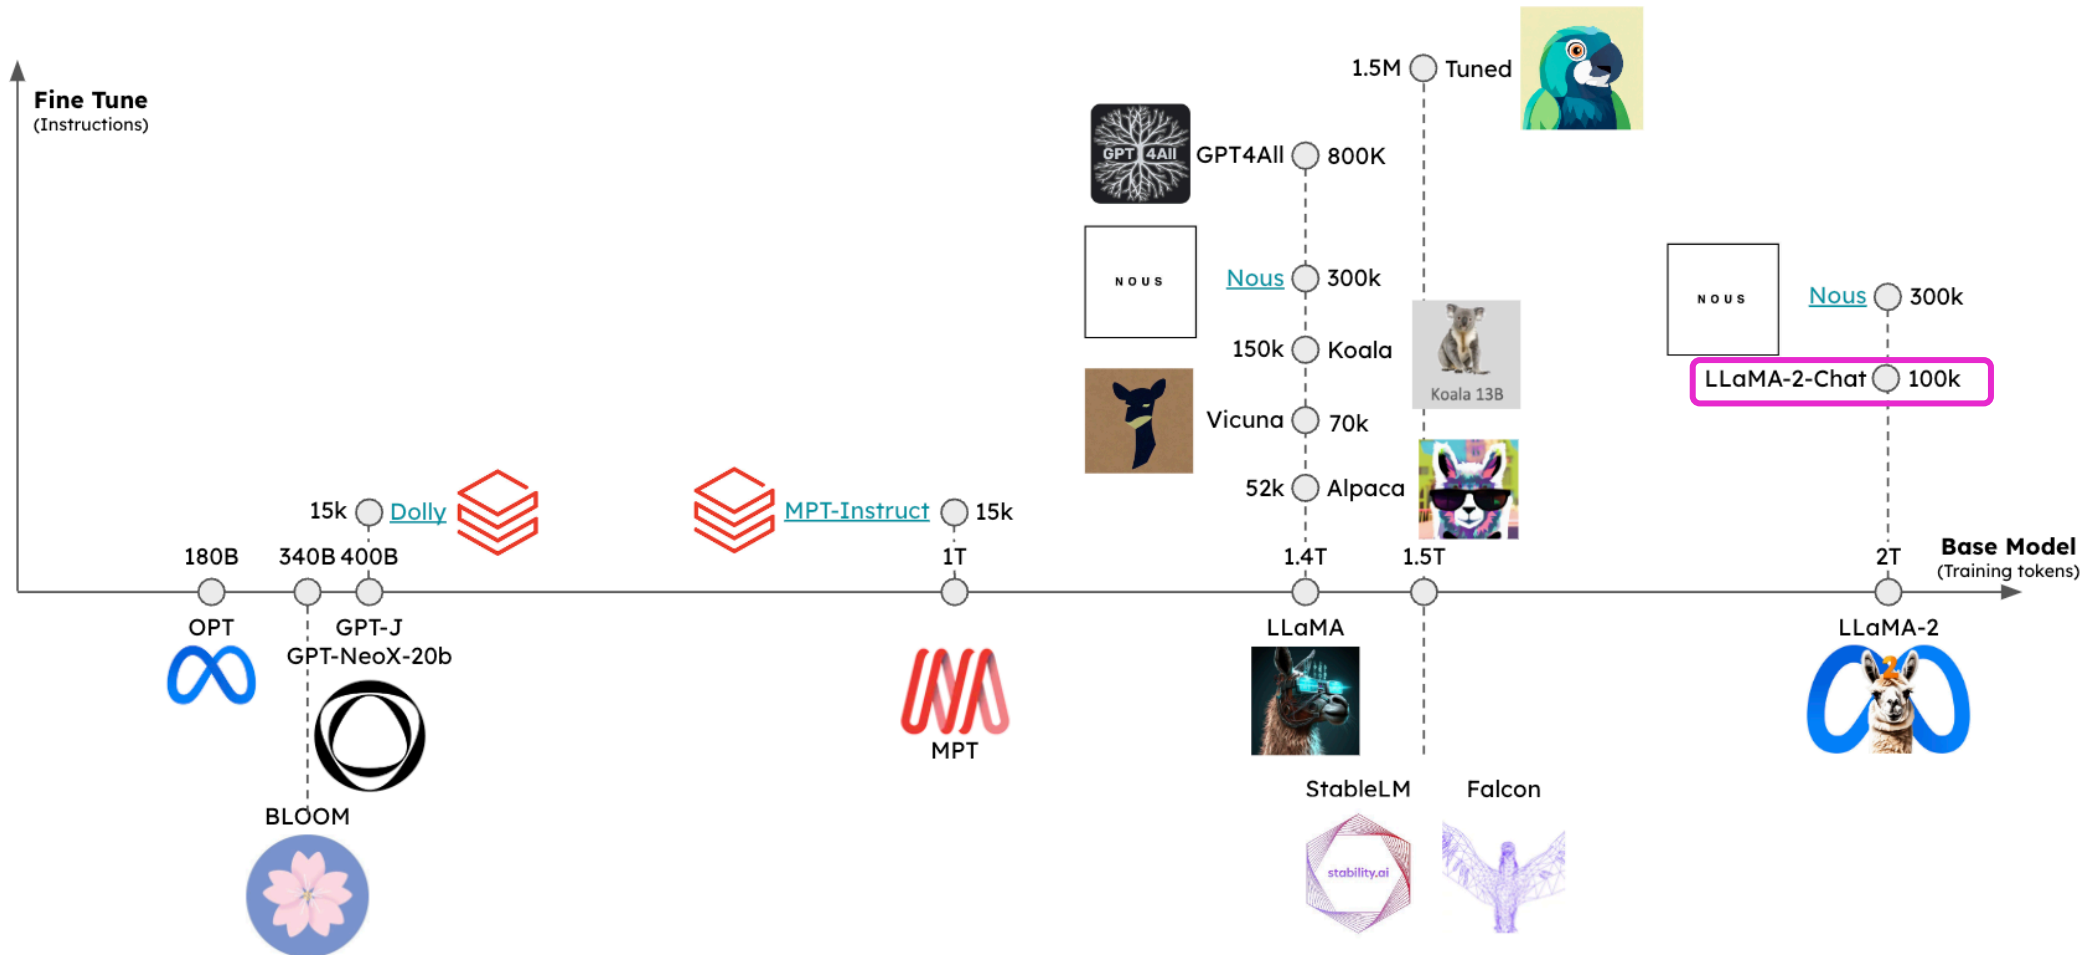 1.5M Tuned
Fine Tune
(Instructions)
GPT 4All
GPT4All 800K
NOUS
Nous 300k
NOUS
Nous 300k
150k Koala
Koala 13B
LLaMA-2-Chat 100k
Vicuna 70k
52k Alpaca
15k Dolly
MPT-Instruct 15k
180B
340B
400B
1T
1.4T
1.5T
2T
Base Model
(Training tokens)
OPT
GPT-J
GPT-NeoX-20b
LLaMA
LLaMA-2
2
MPT
StableLM
Falcon
BLOOM
stability.ai